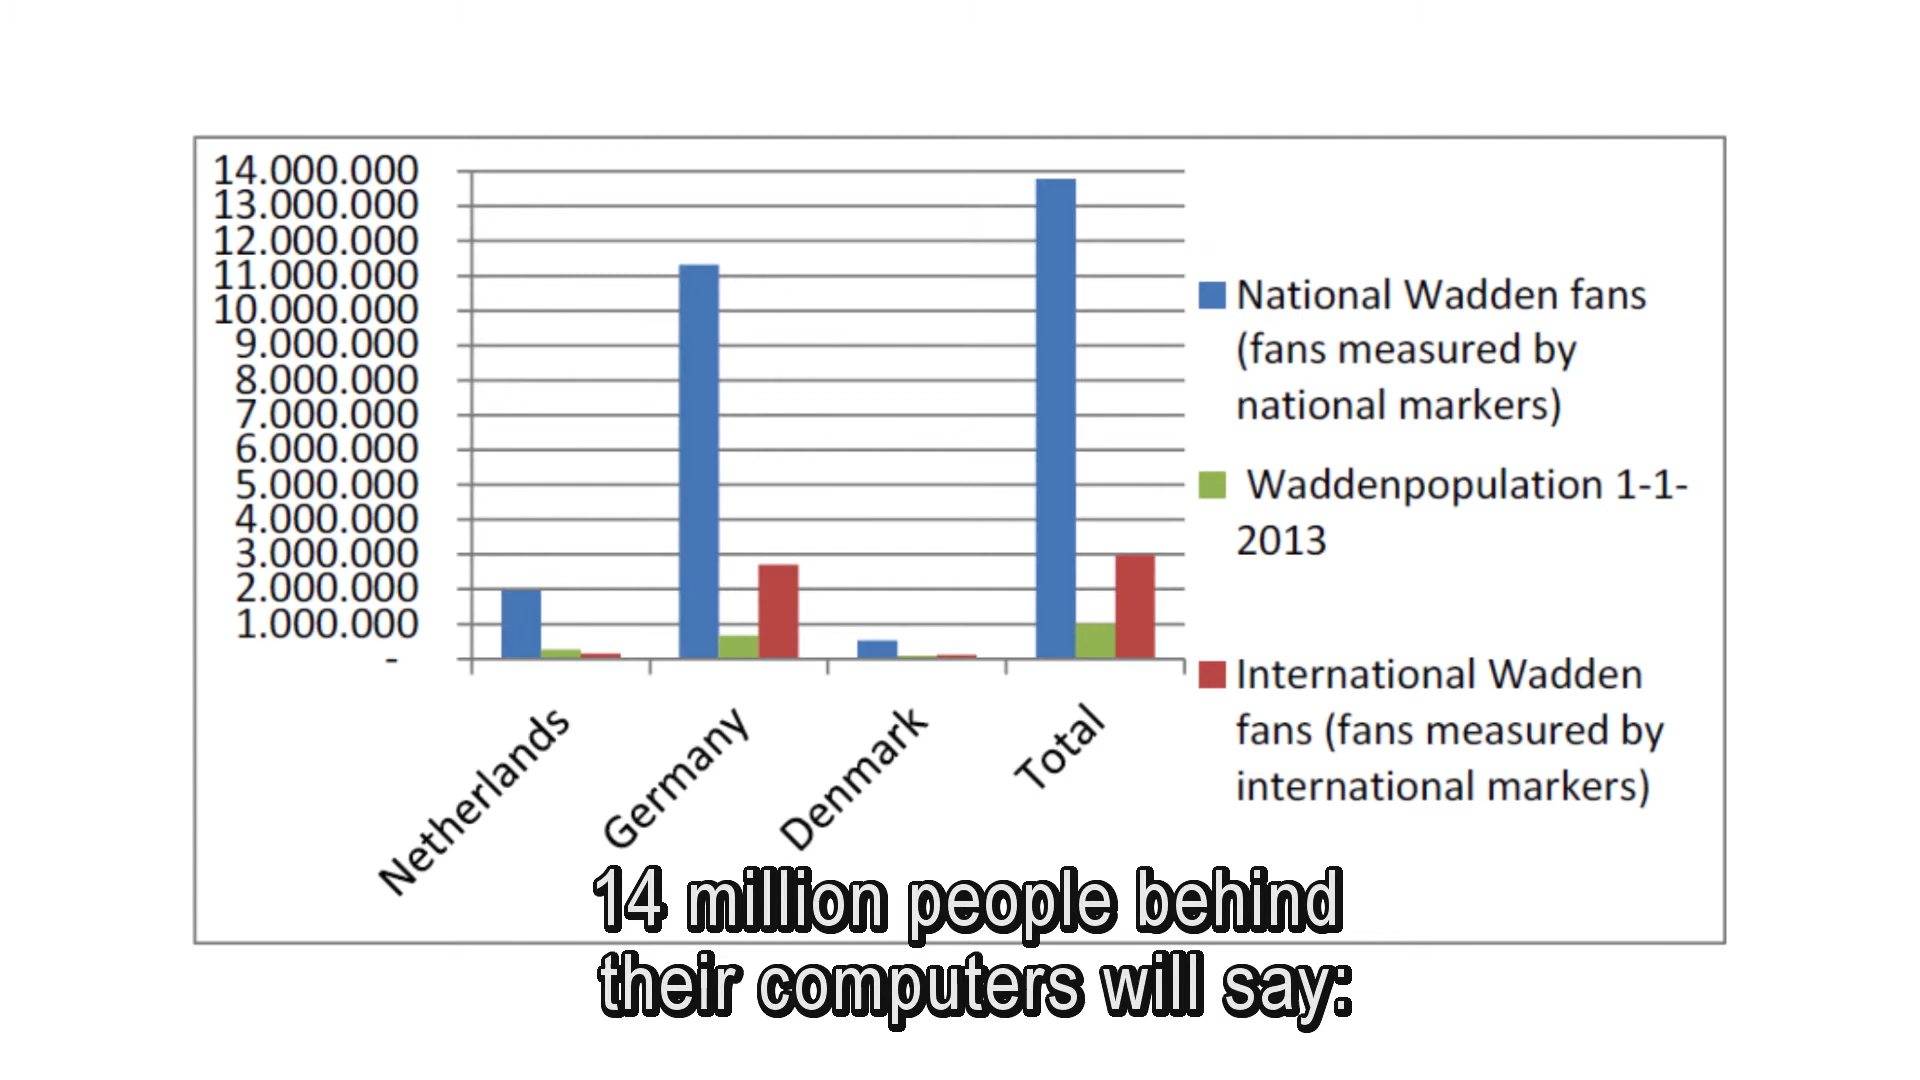 14.000.000
13.000.000
12.000.000
11.000.000
10.000.000
9.000.000
8.000.000
7.000.000
6.000.000
5.000.000
4.000.000
3.000.000
2.000.000
1.000.000
-
Netherlands
Germany
Denmark
Total
National Wadden fans
(fans measured by
national markers)
Waddenpopulation 1-1-
2013
International Wadden
fans (fans measured by
international markers)
14 million people behind
their computers will say: